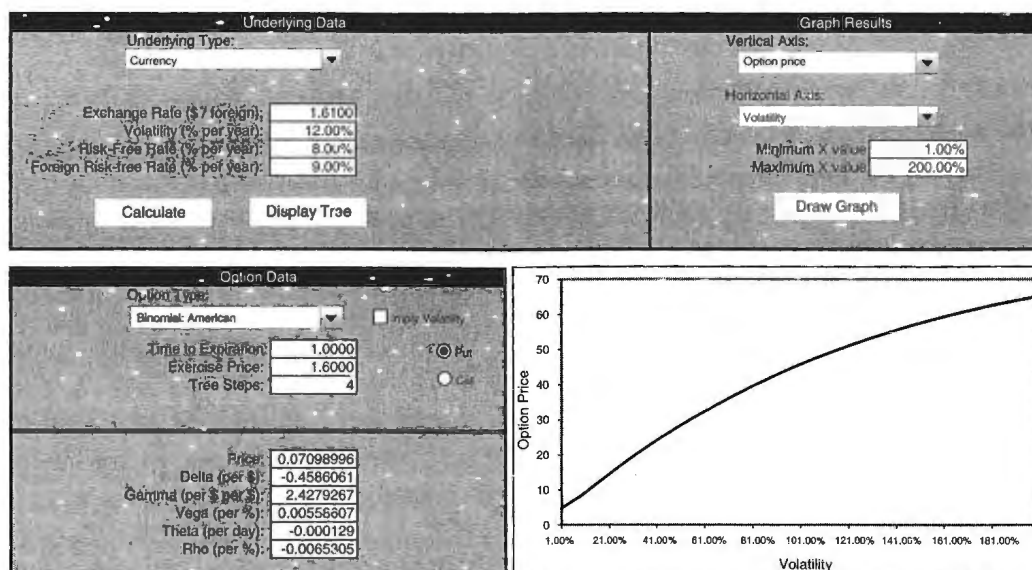 Underlying Data
Underlying Type:
Currency
Exchange Rate ($ / foreign): 1.6100
Volatility (% per year): 12.00%
Risk-Free Rate (% per year): 8.00%
Foreign Risk-free Rate (% per year): 9.00%
Calculate Display Tree
Graph Results
Vertical Axis:
Option price
Horizontal Axis:
Volatility
Minimum X value 1.00%
Maximum X value 200.00%
Draw Graph
Option Data
Option Type:
Binomial: American
Imply Volatility
Time to Expiration: 1.0000
Exercise Price: 1.6000
Tree Steps: 4
Put
Call
Price: 0.07098996
Delta (per $): -0.4586061
Gamma (per $ per $): 2.4279267
Vega (per %): 0.00558607
Theta (per day): -0.000129
Rho (per %): -0.0065305
70
60
50
40
30
20
10
0
Option Price
1.00% 21.00% 41.00% 61.00% 81.00% 101.00% 121.00% 141.00% 161.00% 181.00%
Volatility